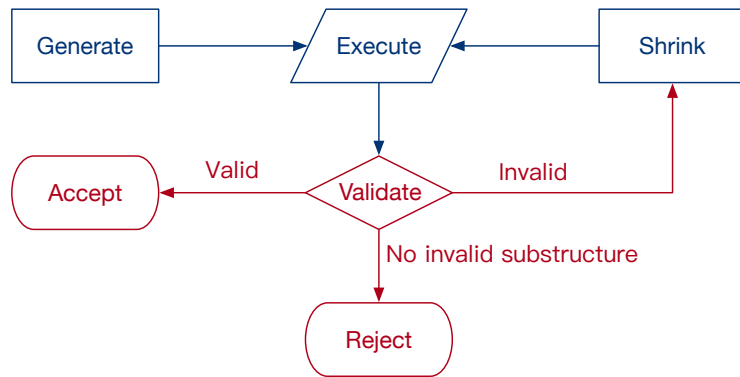 Generate
Execute
Shrink
Valid
Invalid
Accept
Validate
No invalid substructure
Reject